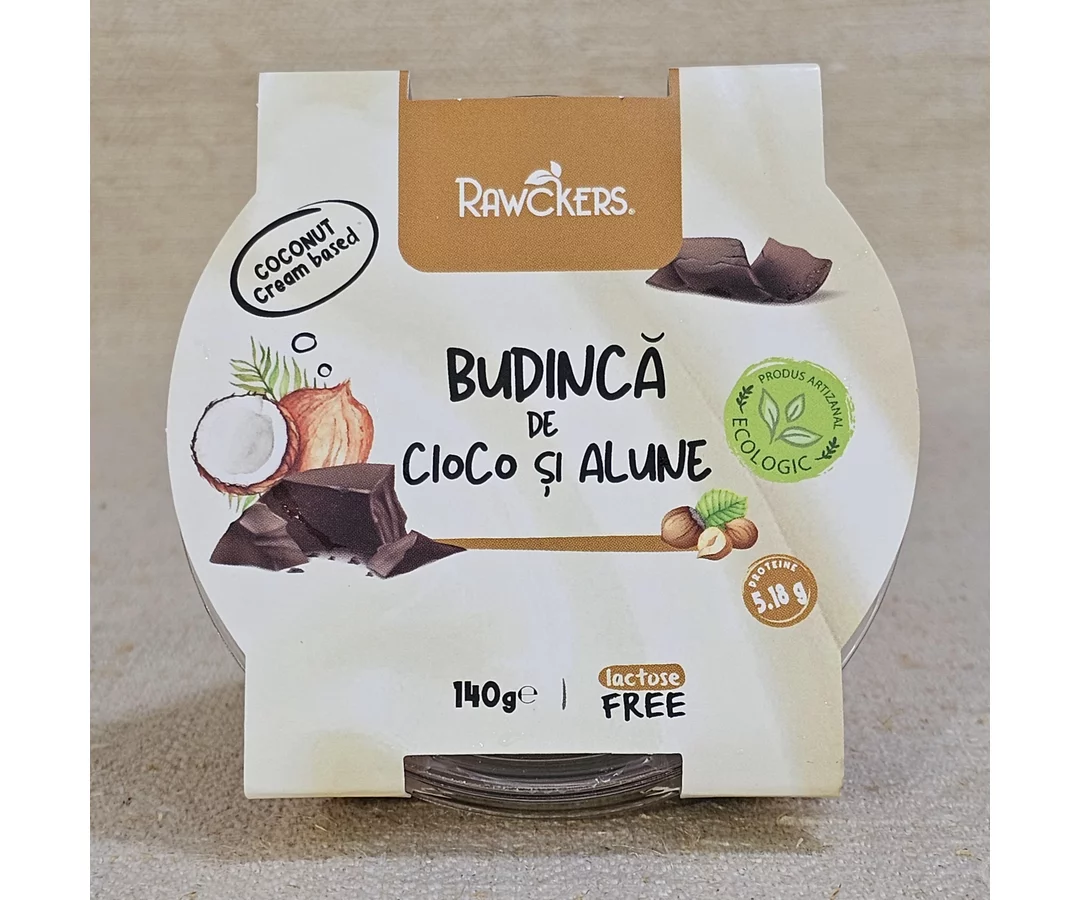 RAWCKERS®
COCONUT
Cream based
BUDINCĂ
DE
CIOCO ȘI ALUNE
PRODUS ARTIZANAL
ECOLOGIC
PROTEINE
5.18 g
140g℮ |
lactose
FREE